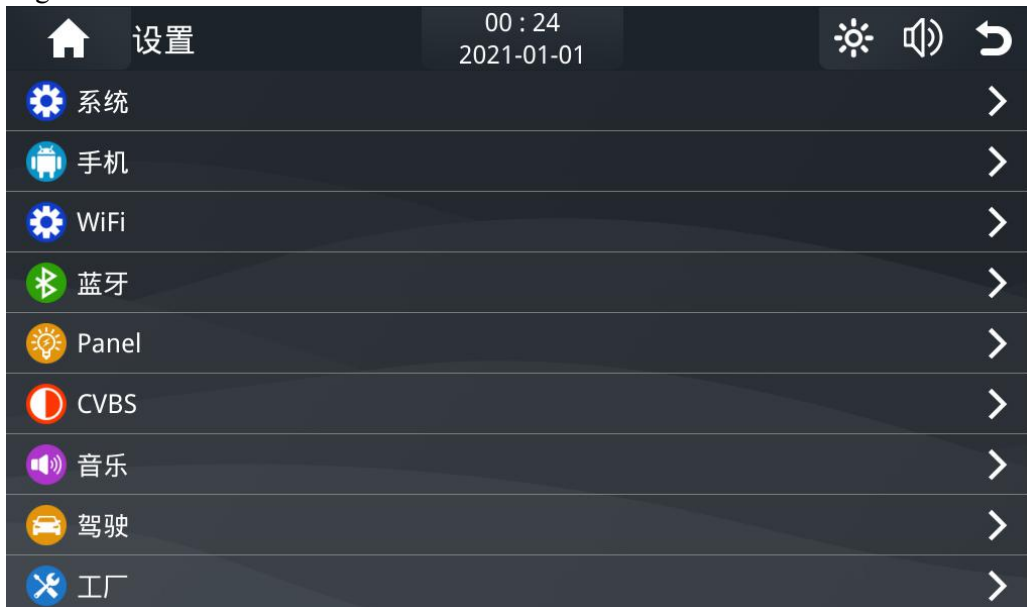 设置
00 : 24
2021-01-01
系统
手机
WiFi
蓝牙
Panel
CVBS
音乐
驾驶
工厂